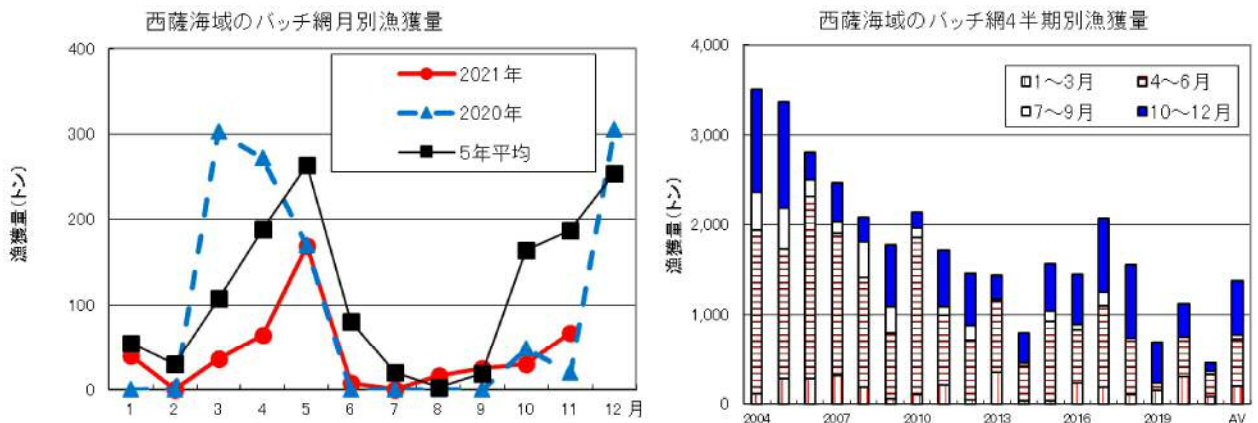 西薩海域のバッチ網月別漁獲量
漁獲量(トン)
400
300
200
100
0
2021年
2020年
5年平均
1 2 3 4 5 6 7 8 9 10 11 12 月
西薩海域のバッチ網4半期別漁獲量
漁獲量(トン)
4,000
3,000
2,000
1,000
0
1～3月 4～6月
7～9月 10～12月
2004 2007 2010 2013 2016 2019 AV